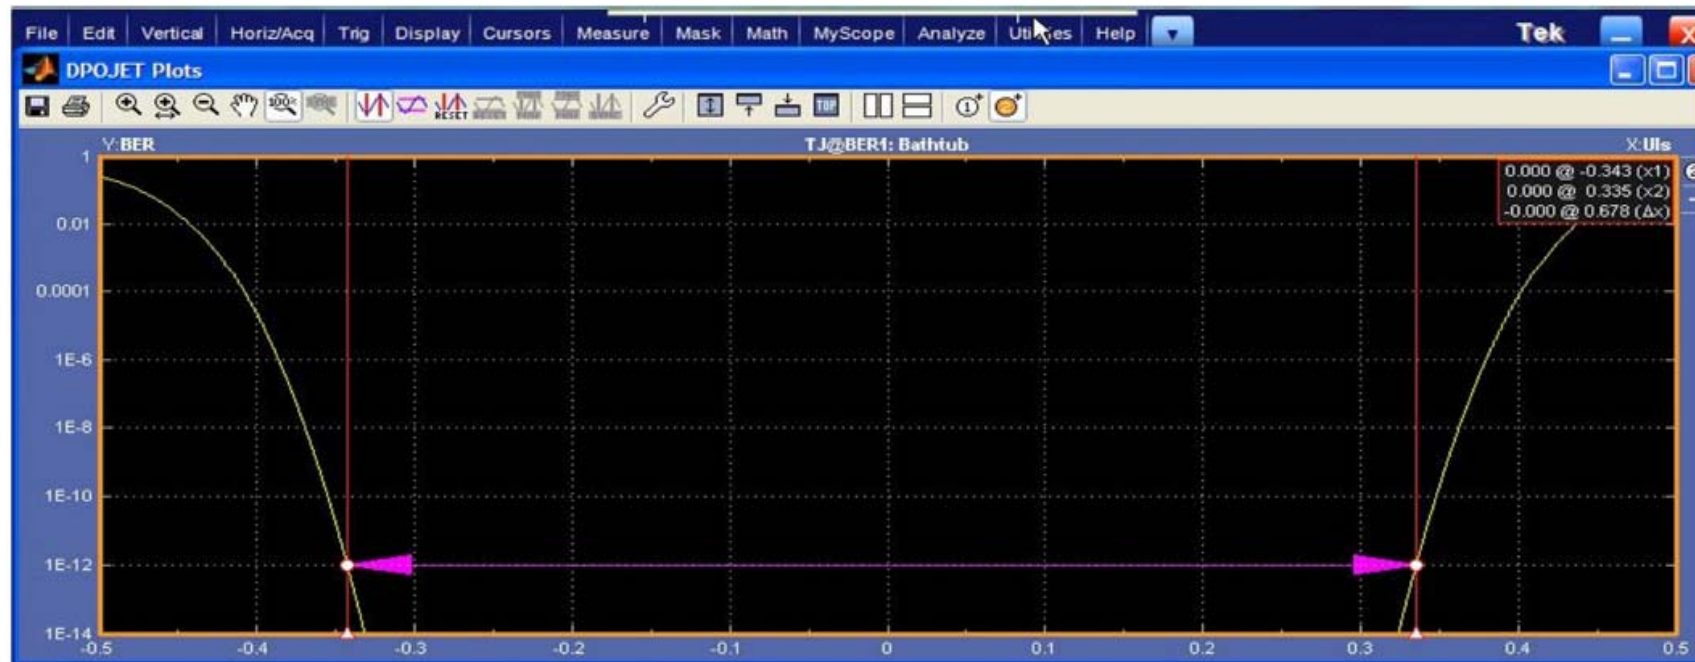 File Edit Vertical Horiz/Acq Trig Display Cursors Measure Mask Math MyScope Analyze Help Tek
DPOJET Plots
100% RESET TOP
Y:BER TJ@BER1: Bathtub X:UIs
1
0.000 @ -0.343 (x1)
0.000 @ 0.335 (x2)
-0.000 @ 0.678 (Δx)
0.01
0.0001
1E-6
1E-8
1E-10
1E-12
1E-14
-0.5 -0.4 -0.3 -0.2 -0.1 0 0.1 0.2 0.3 0.4 0.5